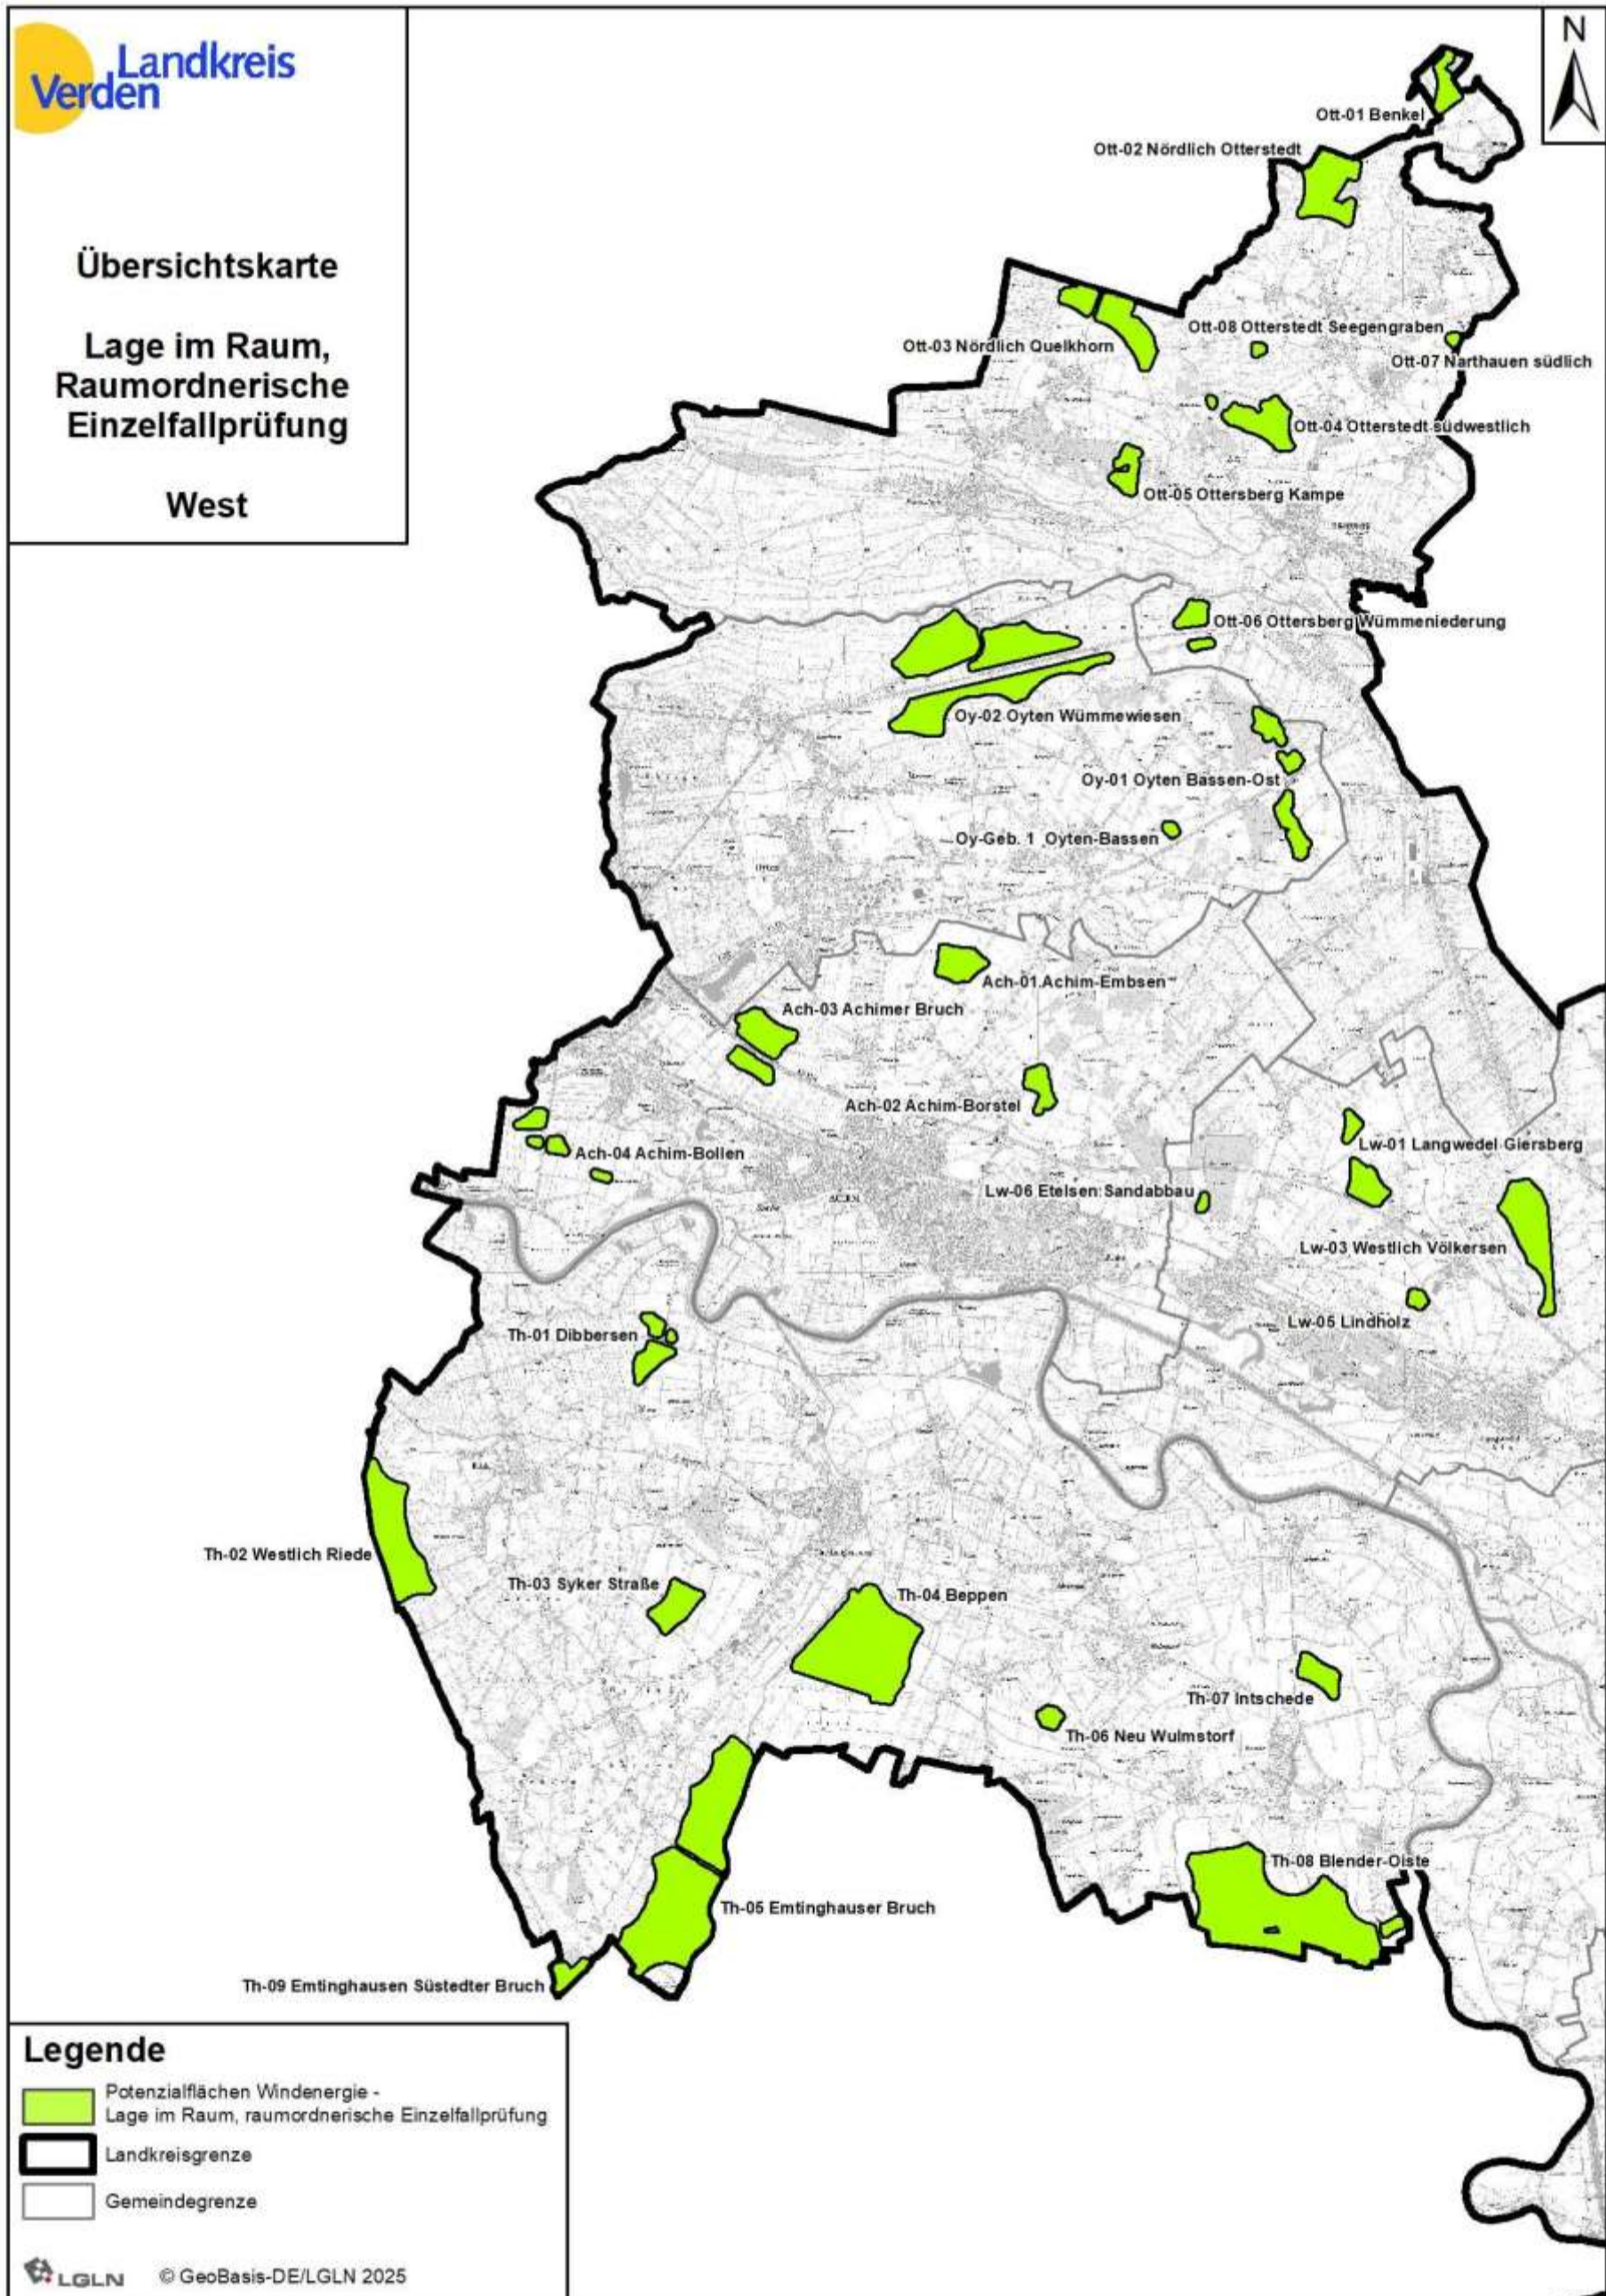 Landkreis
Verden
N
Übersichtskarte
Lage im Raum,
Raumordnerische
Einzelfallprüfung
West
Ott-01 Benkel
Ott-02 Nördlich Otterstedt
Ott-08 Otterstedt Seegengraben
Ott-03 Nördlich Quelkhorn
Ott-07 Narthauen südlich
Ott-04 Otterstedt südwestlich
Ott-05 Ottersberg Kampe
Ott-06 Ottersberg Wümmeniederung
Oy-02 Oyten Wümmewiesen
Oy-01 Oyten Bassen-Ost
Oy-Geb. 1 Oyten-Bassen
Ach-01 Achim-Embsen
Ach-03 Achimer Bruch
Ach-02 Achim-Borstel
Lw-01 Langwedel Giersberg
Ach-04 Achim-Bollen
Lw-06 Etelsen Sandabbau
Lw-03 Westlich Völkersen
Lw-05 Lindholz
Th-01 Dibbersen
Th-02 Westlich Riede
Th-03 Syker Straße
Th-04 Beppen
Th-07 Intschede
Th-06 Neu Wulmstorf
Th-08 Blender-Oiste
Th-05 Emtinghauser Bruch
Th-09 Emtinghausen Süstedter Bruch
Legende
Potenzialflächen Windenergie -
Lage im Raum, raumordnerische Einzelfallprüfung
Landkreisgrenze
Gemeindegrenze
LGLN © GeoBasis-DE/LGLN 2025